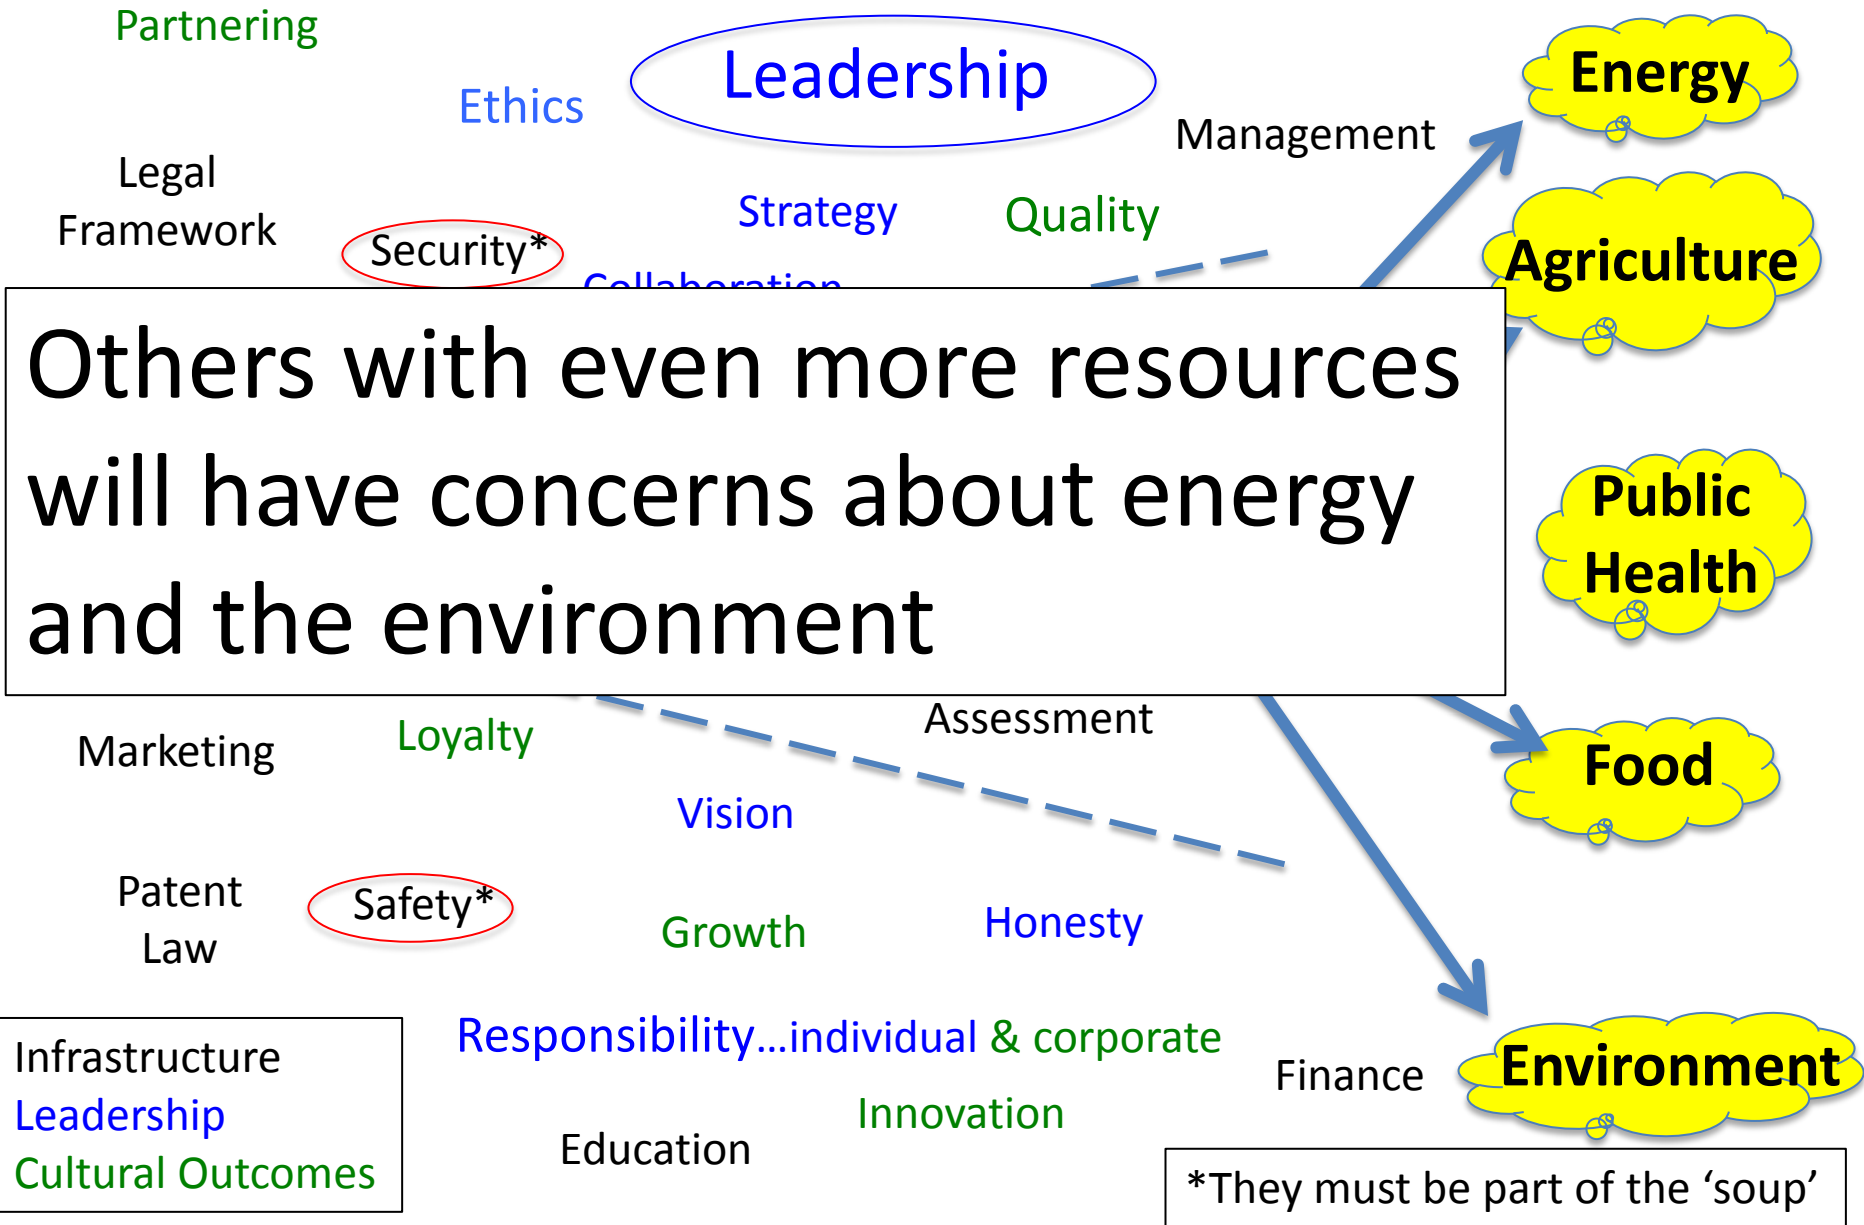 Partnering
Leadership
Energy
Ethics
Management
Legal
Framework
Strategy
Quality
Security*
Agriculture
Collaboration
Others with even more resources
will have concerns about energy
and the environment
Public
Health
Assessment
Marketing
Loyalty
Food
Vision
Patent
Law
Safety*
Growth
Honesty
Responsibility...individual & corporate
Infrastructure
Leadership
Cultural Outcomes
Finance
Environment
Innovation
Education
*They must be part of the ‘soup’